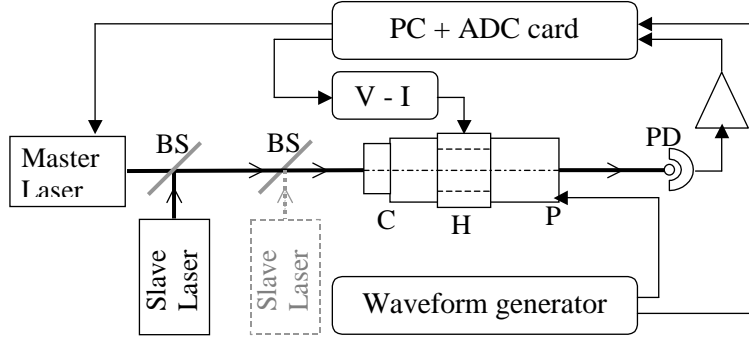 PC + ADC card
V - I
BS
BS
PD
Master
Laser
C
H
P
Slave
Laser
Slave
Laser
Waveform generator